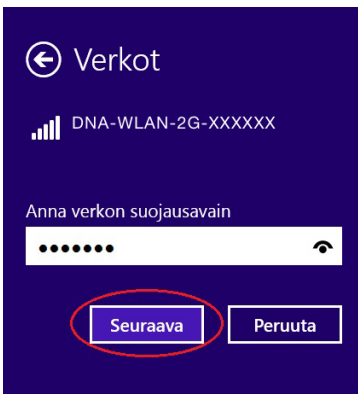 Verkot
DNA-WLAN-2G-XXXXXX
Anna verkon suojausavain
•••••••
Seuraava
Peruuta